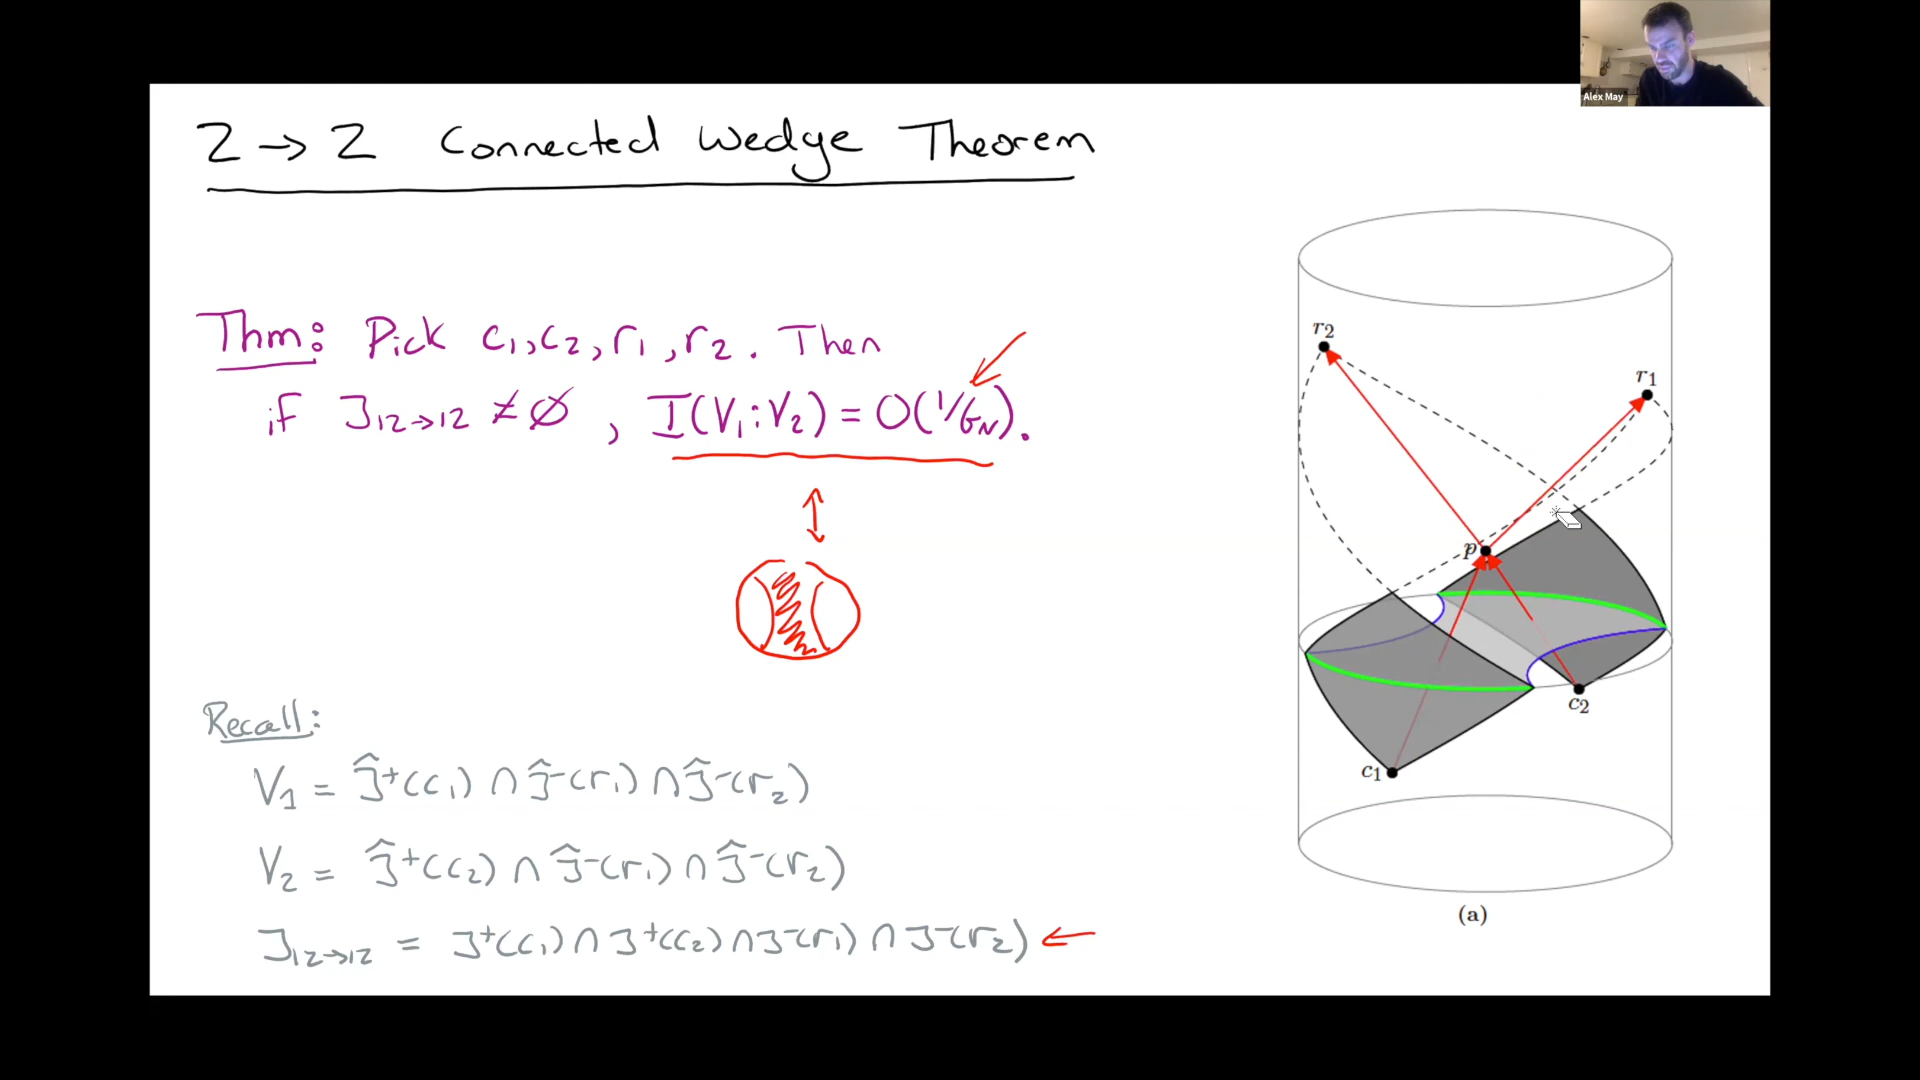 Alex May
2 → 2 Connected Wedge Theorem
Thm: Pick c₁, c₂, r₁, r₂. Then
if J₁₂→₁₂ ≠ ∅, I(V₁:V₂) = O(1/G_N).
Recall:
V₁ = Ĵ⁺(c₁) ∩ Ĵ⁻(r₁) ∩ Ĵ⁻(r₂)
V₂ = Ĵ⁺(c₂) ∩ Ĵ⁻(r₁) ∩ Ĵ⁻(r₂)
J₁₂→₁₂ = J⁺(c₁) ∩ J⁺(c₂) ∩ J⁻(r₁) ∩ J⁻(r₂) ←
r₂
r₁
p
c₂
c₁
(a)